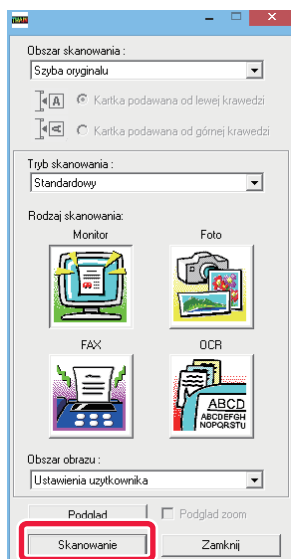 Obszar skanowania :
Szyba oryginału
A Kartka podawana od lewej krawedzi
A Kartka podawana od górnej krawedzi
Tryb skanowania :
Standardowy
Rodzaj skanowania:
Monitor Foto
FAX OCR
ABCD
ABCDEFGH
NOPQRSTU
Obszar obrazu :
Ustawienia uzytkownika
Podglad Podglad zoom
Skanowanie Zamknij